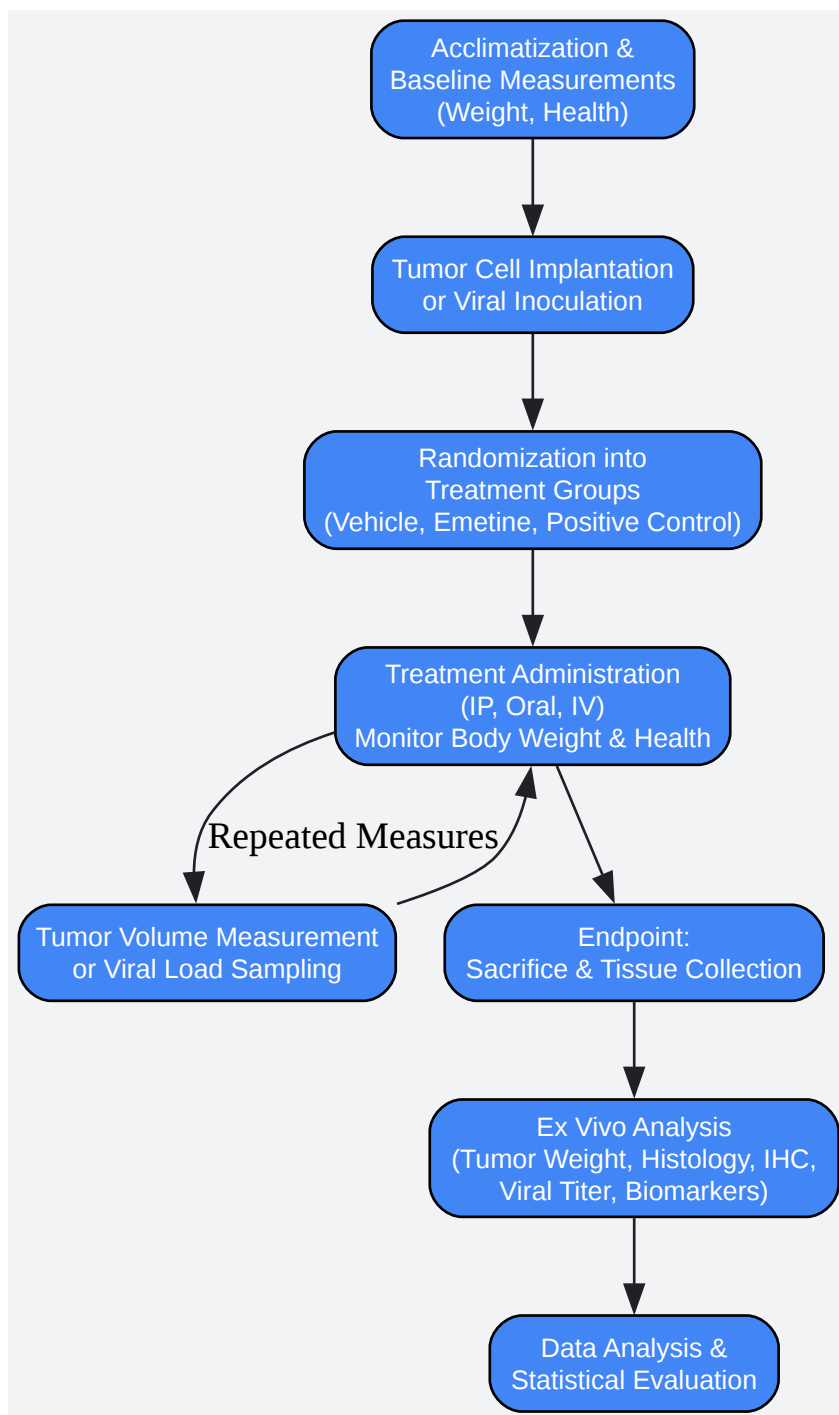 Acclimatization &
Baseline Measurements
(Weight, Health)
Tumor Cell Implantation
or Viral Inoculation
Randomization into
Treatment Groups
(Vehicle, Emetine, Positive Control)
Treatment Administration
(IP, Oral, IV)
Monitor Body Weight & Health
Repeated Measures
Tumor Volume Measurement
or Viral Load Sampling
Endpoint:
Sacrifice & Tissue Collection
Ex Vivo Analysis
(Tumor Weight, Histology, IHC,
Viral Titer, Biomarkers)
Data Analysis &
Statistical Evaluation